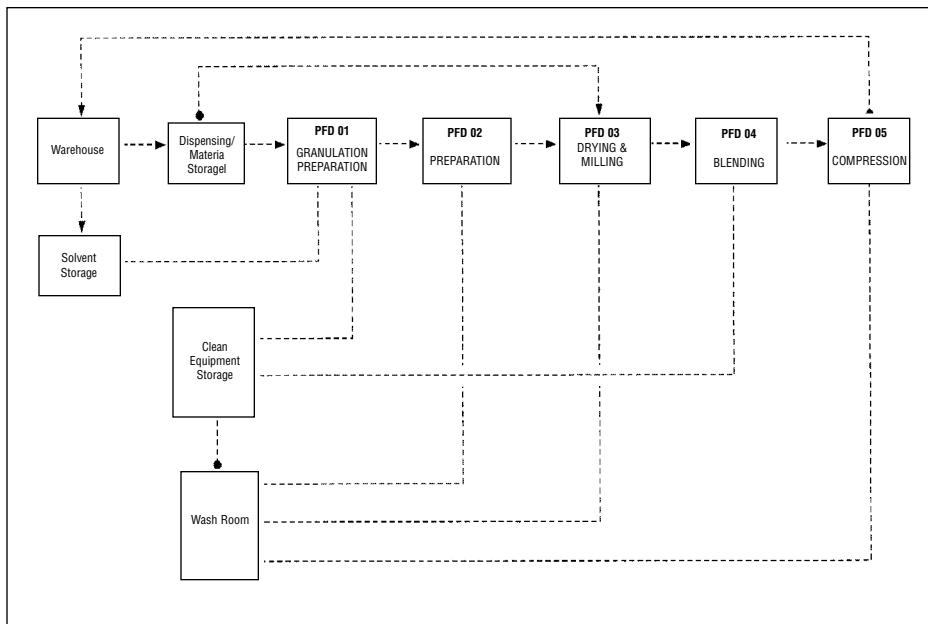 Warehouse
Dispensing/
Materia
Storagel
PFD 01
GRANULATION
PREPARATION
PFD 02
PREPARATION
PFD 03
DRYING &
MILLING
PFD 04
BLENDING
PFD 05
COMPRESSION
Solvent
Storage
Clean
Equipment
Storage
Wash Room